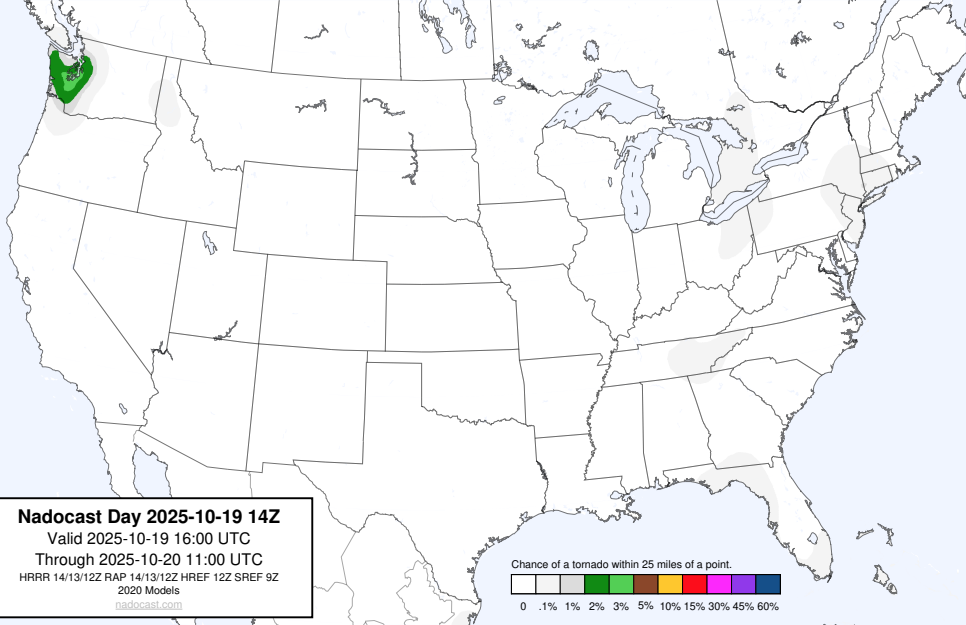 Nadocast Day 2025-10-19 14Z
Valid 2025-10-19 16:00 UTC
Through 2025-10-20 11:00 UTC
HRRR 14/13/12Z RAP 14/13/12Z HREF 12Z SREF 9Z
2020 Models
nadocast.com
Chance of a tornado within 25 miles of a point.
0 .1% 1% 2% 3% 5% 10% 15% 30% 45% 60%